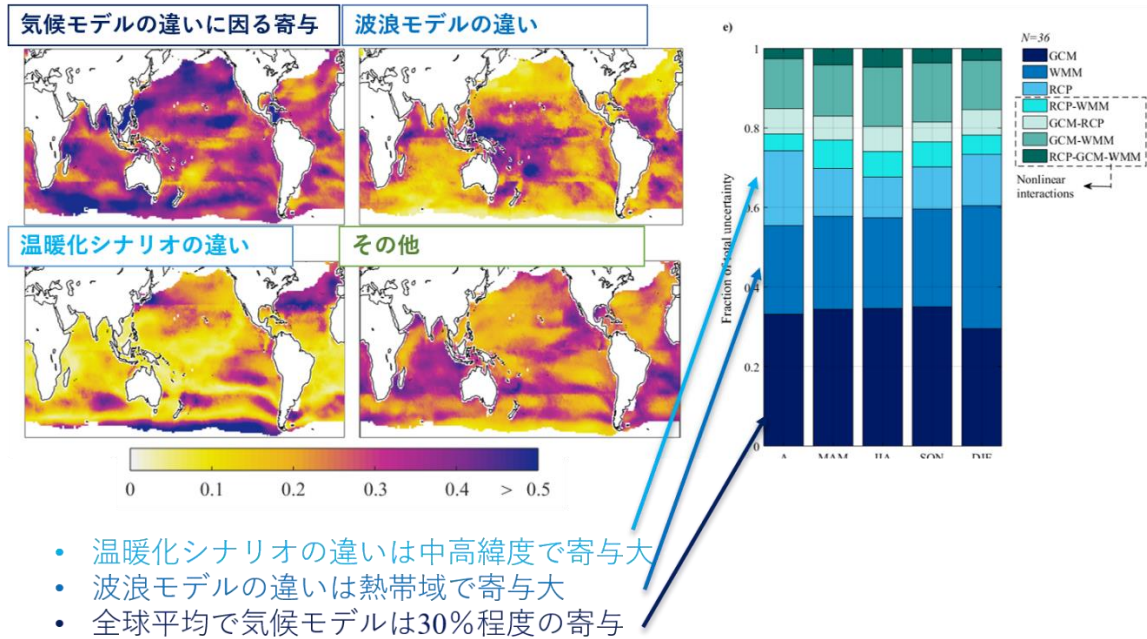 気候モデルの違いに因る寄与
波浪モデルの違い
温暖化シナリオの違い
その他
0 0.1 0.2 0.3 0.4 > 0.5
e)
N=36
GCM
WMM
RCP
RCP-WMM
GCM-RCP
GCM-WMM
RCP-GCM-WMM
Nonlinear
interactions
Fraction of total uncertainty
1
0.8
0.6
0.4
0.2
0
A MAM JJA SON DJF
• 温暖化シナリオの違いは中高緯度で寄与大
• 波浪モデルの違いは熱帯域で寄与大
• 全球平均で気候モデルは30%程度の寄与